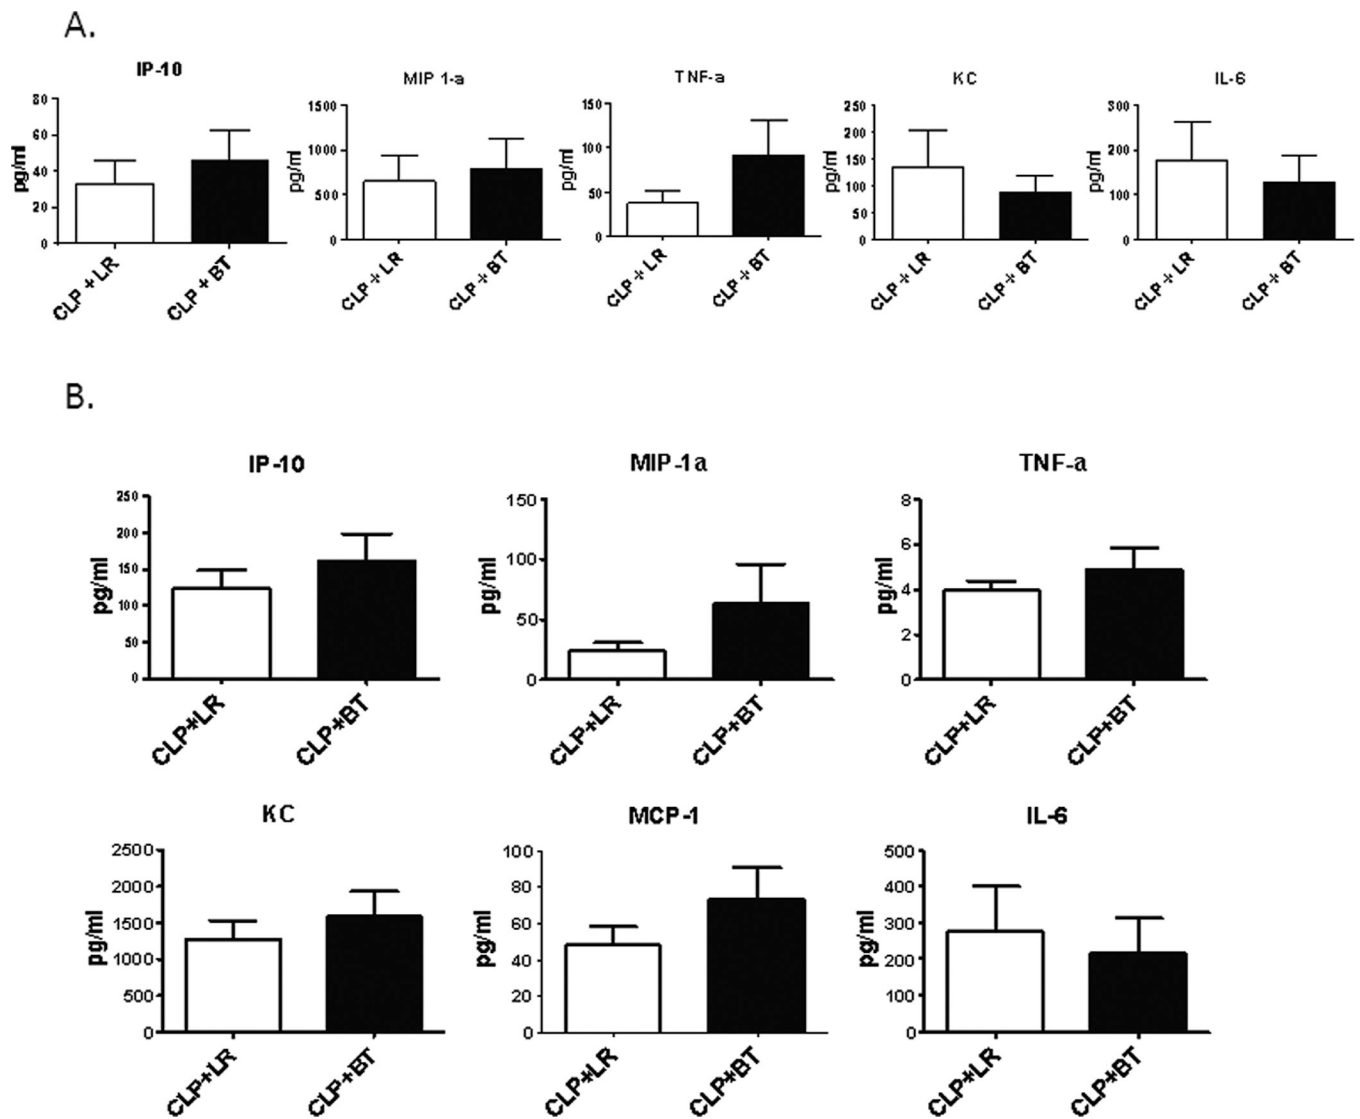 A.
IP-10
MIP 1-a
TNF-a
KC
IL-6
80
60
40
20
0
pg/ml
CLP+LR
CLP+BT
1500
1000
500
0
pg/ml
CLP+LR
CLP+BT
150
100
50
0
pg/ml
CLP+LR
CLP+BT
250
200
150
100
50
0
pg/ml
CLP+LR
CLP+BT
300
200
100
0
pg/ml
CLP+LR
CLP+BT
B.
IP-10
MIP-1a
TNF-a
250
200
150
100
50
0
pg/ml
CLP+LR
CLP+BT
150
100
50
0
pg/ml
CLP+LR
CLP+BT
8
6
4
2
0
pg/ml
CLP+LR
CLP+BT
KC
MCP-1
IL-6
2500
2000
1500
1000
500
0
pg/ml
CLP+LR
CLP+BT
100
80
60
40
20
0
pg/ml
CLP+LR
CLP+BT
500
400
300
200
100
0
pg/ml
CLP+LR
CLP+BT